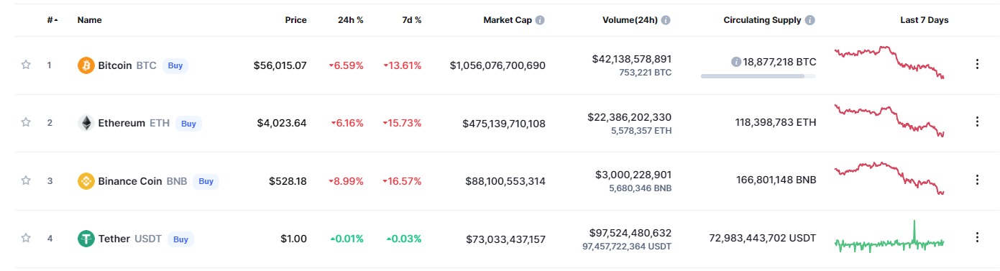 # Name Price 24h % 7d % Market Cap Volume(24h) Circulating Supply Last 7 Days
1 Bitcoin BTC Buy $56,015.07 6.59% 13.61% $1,056,076,700,690 $42,138,578,891 18,877,218 BTC
753,221 BTC
2 Ethereum ETH Buy $4,023.64 6.16% 15.73% $475,139,710,108 $22,386,202,330 118,398,783 ETH
5,578,357 ETH
3 Binance Coin BNB Buy $528.18 8.99% 16.57% $88,100,553,314 $3,000,228,901 166,801,148 BNB
5,680,346 BNB
4 Tether USDT Buy $1.00 0.01% 0.03% $73,033,437,157 $97,524,480,632 72,983,443,702 USDT
97,457,722,364 USDT